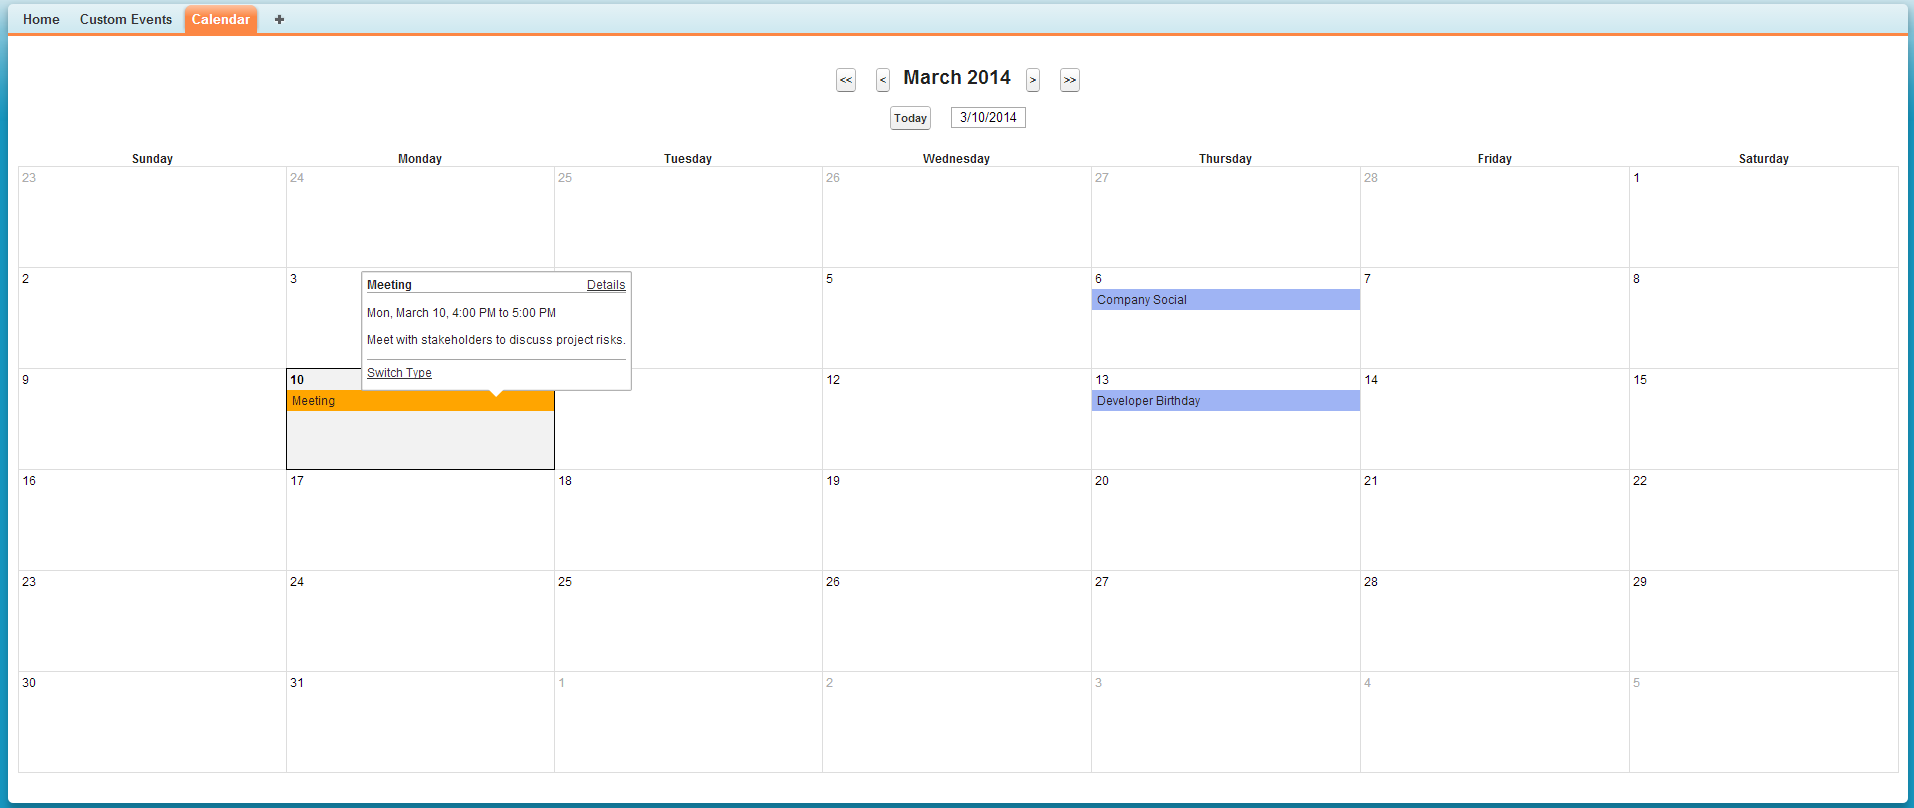 Home Custom Events Calendar +
<< < March 2014 > >>
Today 3/10/2014
Sunday Monday Tuesday Wednesday Thursday Friday Saturday
23 24 25 26 27 28 1
2 3 5 6 7 8
Company Social
Meeting Details
Mon, March 10, 4:00 PM to 5:00 PM
Meet with stakeholders to discuss project risks.
Switch Type
9 10 12 13 14 15
Meeting Developer Birthday
16 17 18 19 20 21 22
23 24 25 26 27 28 29
30 31 1 2 3 4 5